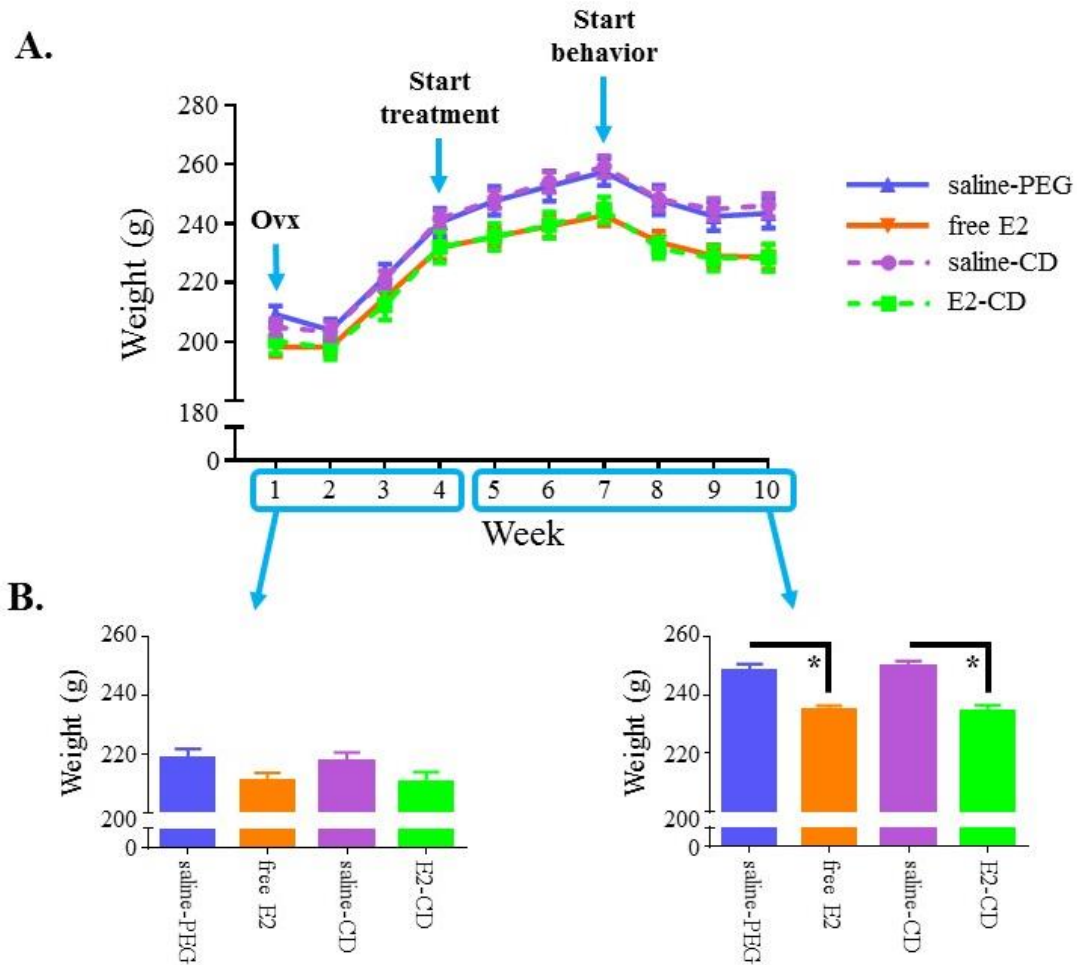 A.
Start
behavior
Start
treatment
Ovx
280
260
240
220
200
180
0
Weight (g)
1 2 3 4 5 6 7 8 9 10
Week
saline-PEG
free E2
saline-CD
E2-CD
B.
260
240
220
200
0
Weight (g)
saline-PEG
free E2
saline-CD
E2-CD
260
240
220
200
0
Weight (g)
*
*
saline-PEG
free E2
saline-CD
E2-CD